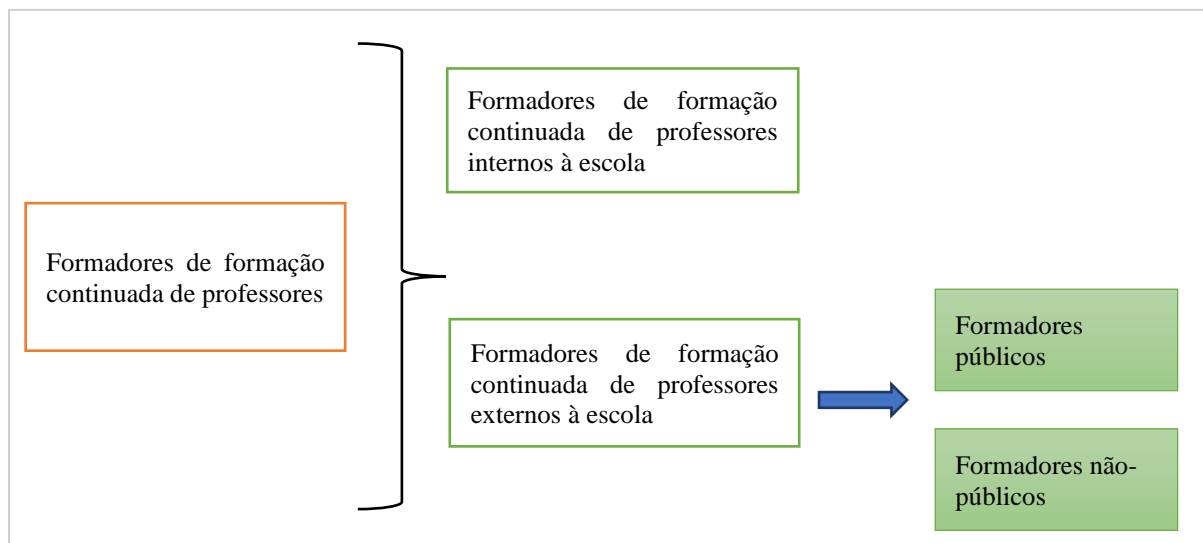 Formadores de formação
continuada de professores
internos à escola
Formadores de formação
continuada de professores
Formadores de formação
continuada de professores
externos à escola
Formadores
públicos
Formadores não-
públicos